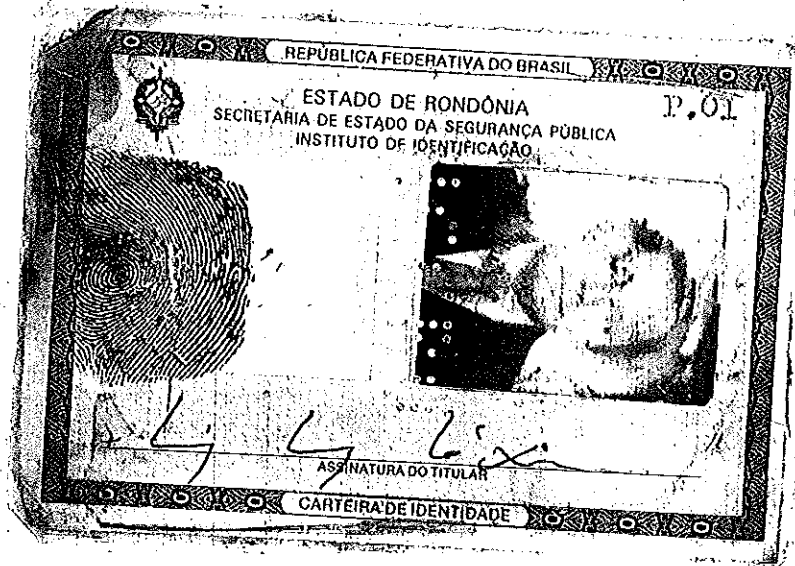 REPÚBLICA FEDERATIVA DO BRASIL
ESTADO DE RONDÔNIA
P.01
SECRETARIA DE ESTADO DA SEGURANÇA PÚBLICA
INSTITUTO DE IDENTIFICAÇÃO
ASSINATURA DO TITULAR
CARTEIRA DE IDENTIDADE